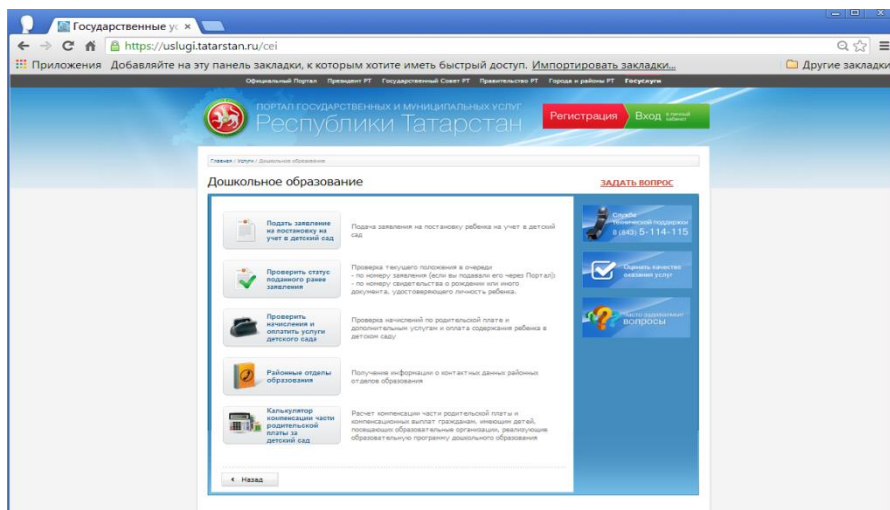 Государственные ус ×
https://uslugi.tatarstan.ru/cei
Приложения Добавляйте на эту панель закладки, к которым хотите иметь быстрый доступ. Импортировать закладки... Другие закладки
Официальный Портал Президент РТ Государственный Совет РТ Правительство РТ Города и районы РТ Госуслуги
ПОРТАЛ ГОСУДАРСТВЕННЫХ И МУНИЦИПАЛЬНЫХ УСЛУГ
Республики Татарстан
Регистрация Вход в личный кабинет
Главная / Услуги / Дошкольное образование
Дошкольное образование
ЗАДАТЬ ВОПРОС
Подать заявление
на постановку на
учет в детский сад
Подача заявления на постановку ребенка на учет в детский
сад
Проверить статус
поданного ранее
заявления
Проверка текущего положения в очереди
- по номеру заявления (если вы подавали его через Портал);
- по номеру свидетельства о рождении или иного
документа, удостоверяющего личность ребенка.
Проверить
начисления и
оплатить услуги
детского сада
Проверка начислений по родительской плате и
дополнительным услугам и оплата содержания ребенка в
детском саду
Районные отделы
образования
Получение информации о контактных данных районных
отделов образования
Калькулятор
компенсации части
родительской
платы за
детский сад
Расчет компенсации части родительской платы и
компенсационных выплат гражданам, имеющим детей,
посещающих образовательные организации, реализующие
образовательную программу дошкольного образования
Назад
Служба
технической поддержки
8 (843) 5-114-115
Оценить качество
оказания услуг
Часто задаваемые
ВОПРОСЫ